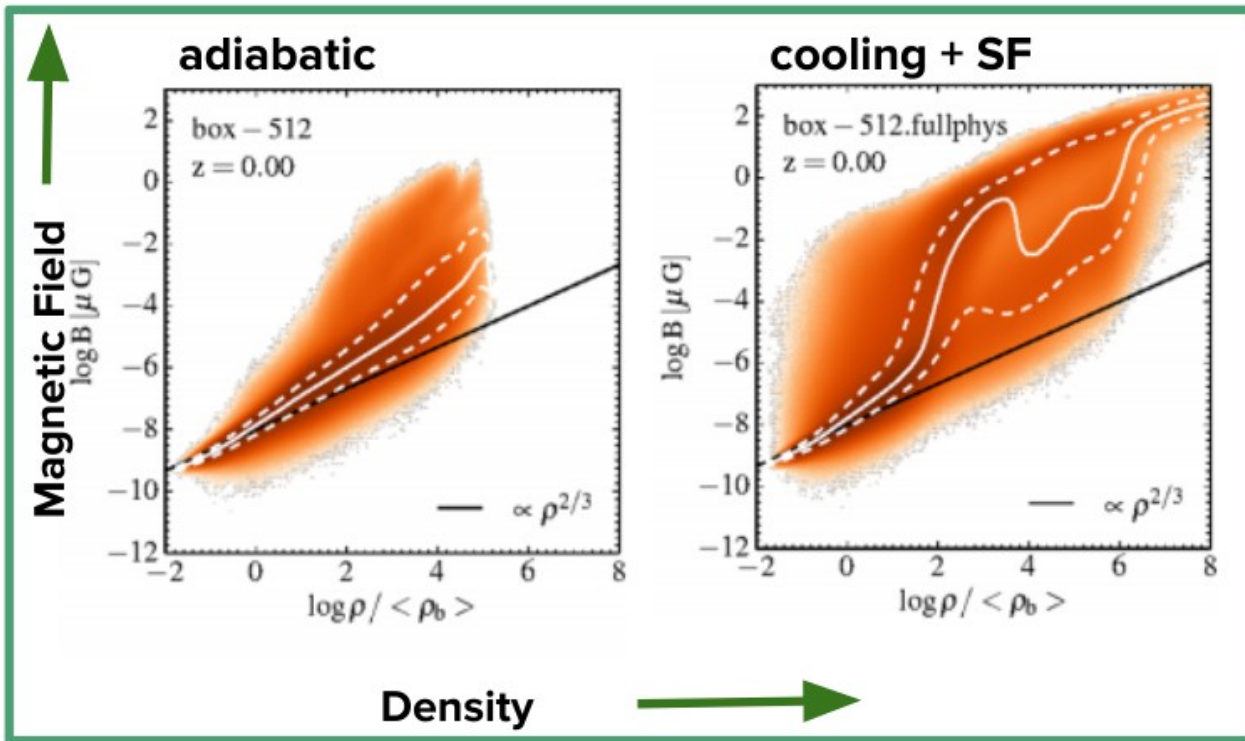 adiabatic
cooling + SF
box − 512
z = 0.00
∝ ρ^{2/3}
2
0
−2
−4
−6
−8
−10
−12
−2
0
2
4
6
8
log B [μ G]
log ρ / < ρ_b >
box − 512.fullphys
z = 0.00
∝ ρ^{2/3}
2
0
−2
−4
−6
−8
−10
−12
−2
0
2
4
6
8
log B [μ G]
log ρ / < ρ_b >
Magnetic Field
Density